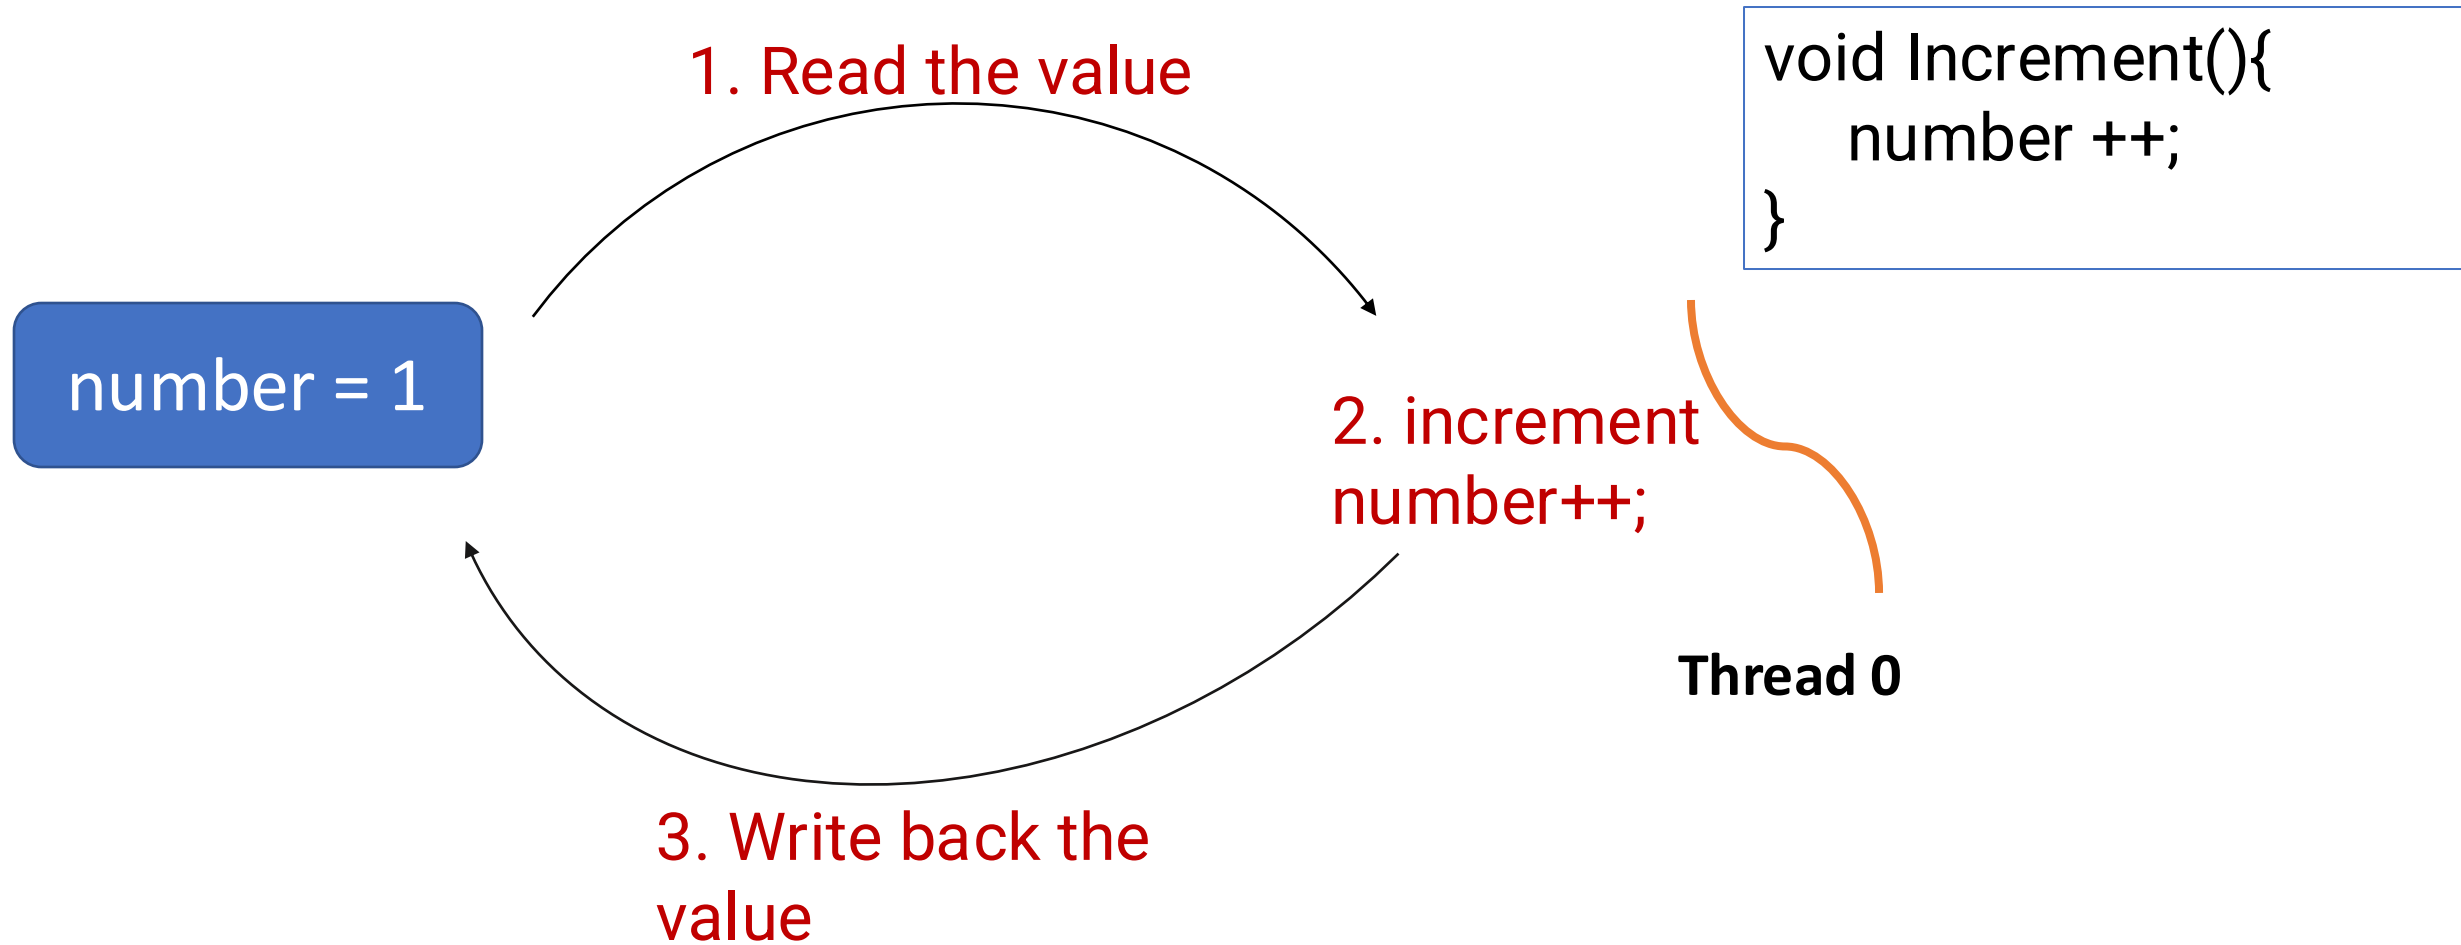 1. Read the value
void Increment(){
number ++;
}
number = 1
2. increment
number++;
Thread 0
3. Write back the
value